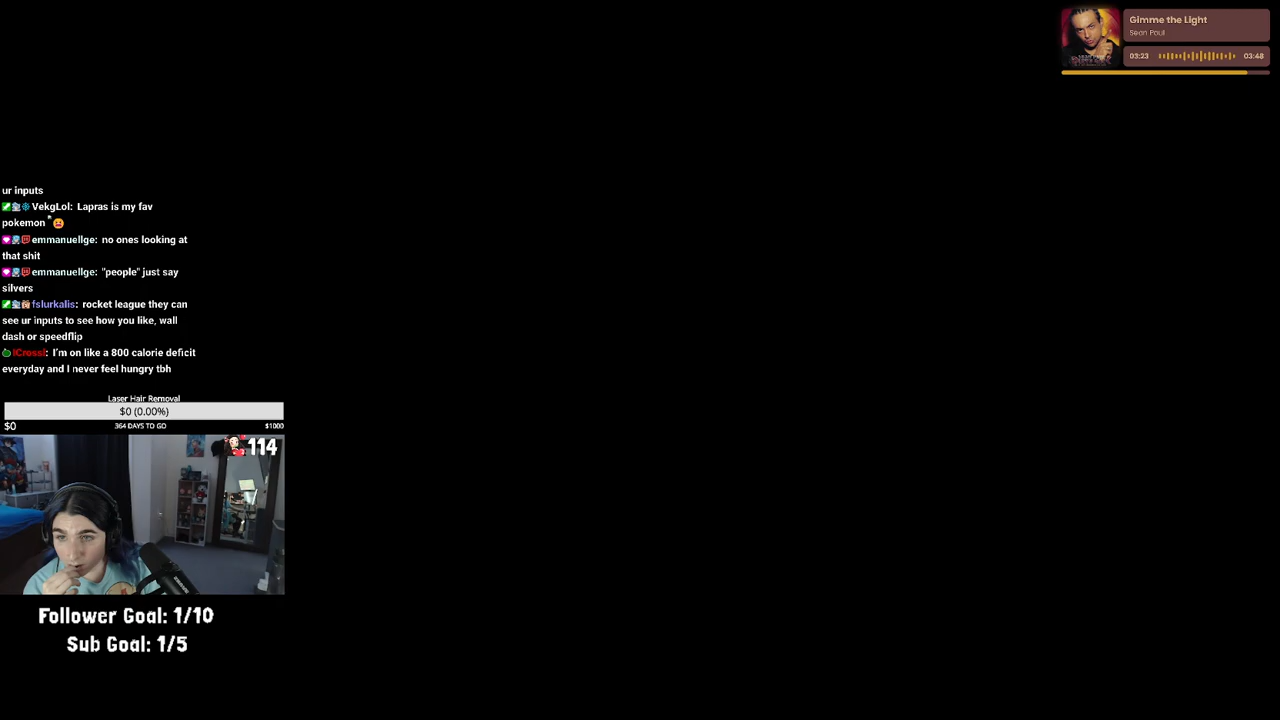 Gimme the Light
Sean Paul
03:23
03:48
ur inputs
VekgLol: Lapras is my fav
pokemon
emmanuellge: no ones looking at
that shit
emmanuellge: "people" just say
silvers
fslurkalis: rocket league they can
see ur inputs to see how you like, wall
dash or speedflip
ICrossI: I'm on like a 800 calorie deficit
everyday and I never feel hungry tbh
Laser Hair Removal
$0 (0.00%)
$0
364 DAYS TO GO
$1000
114
Follower Goal: 1/10
Sub Goal: 1/5